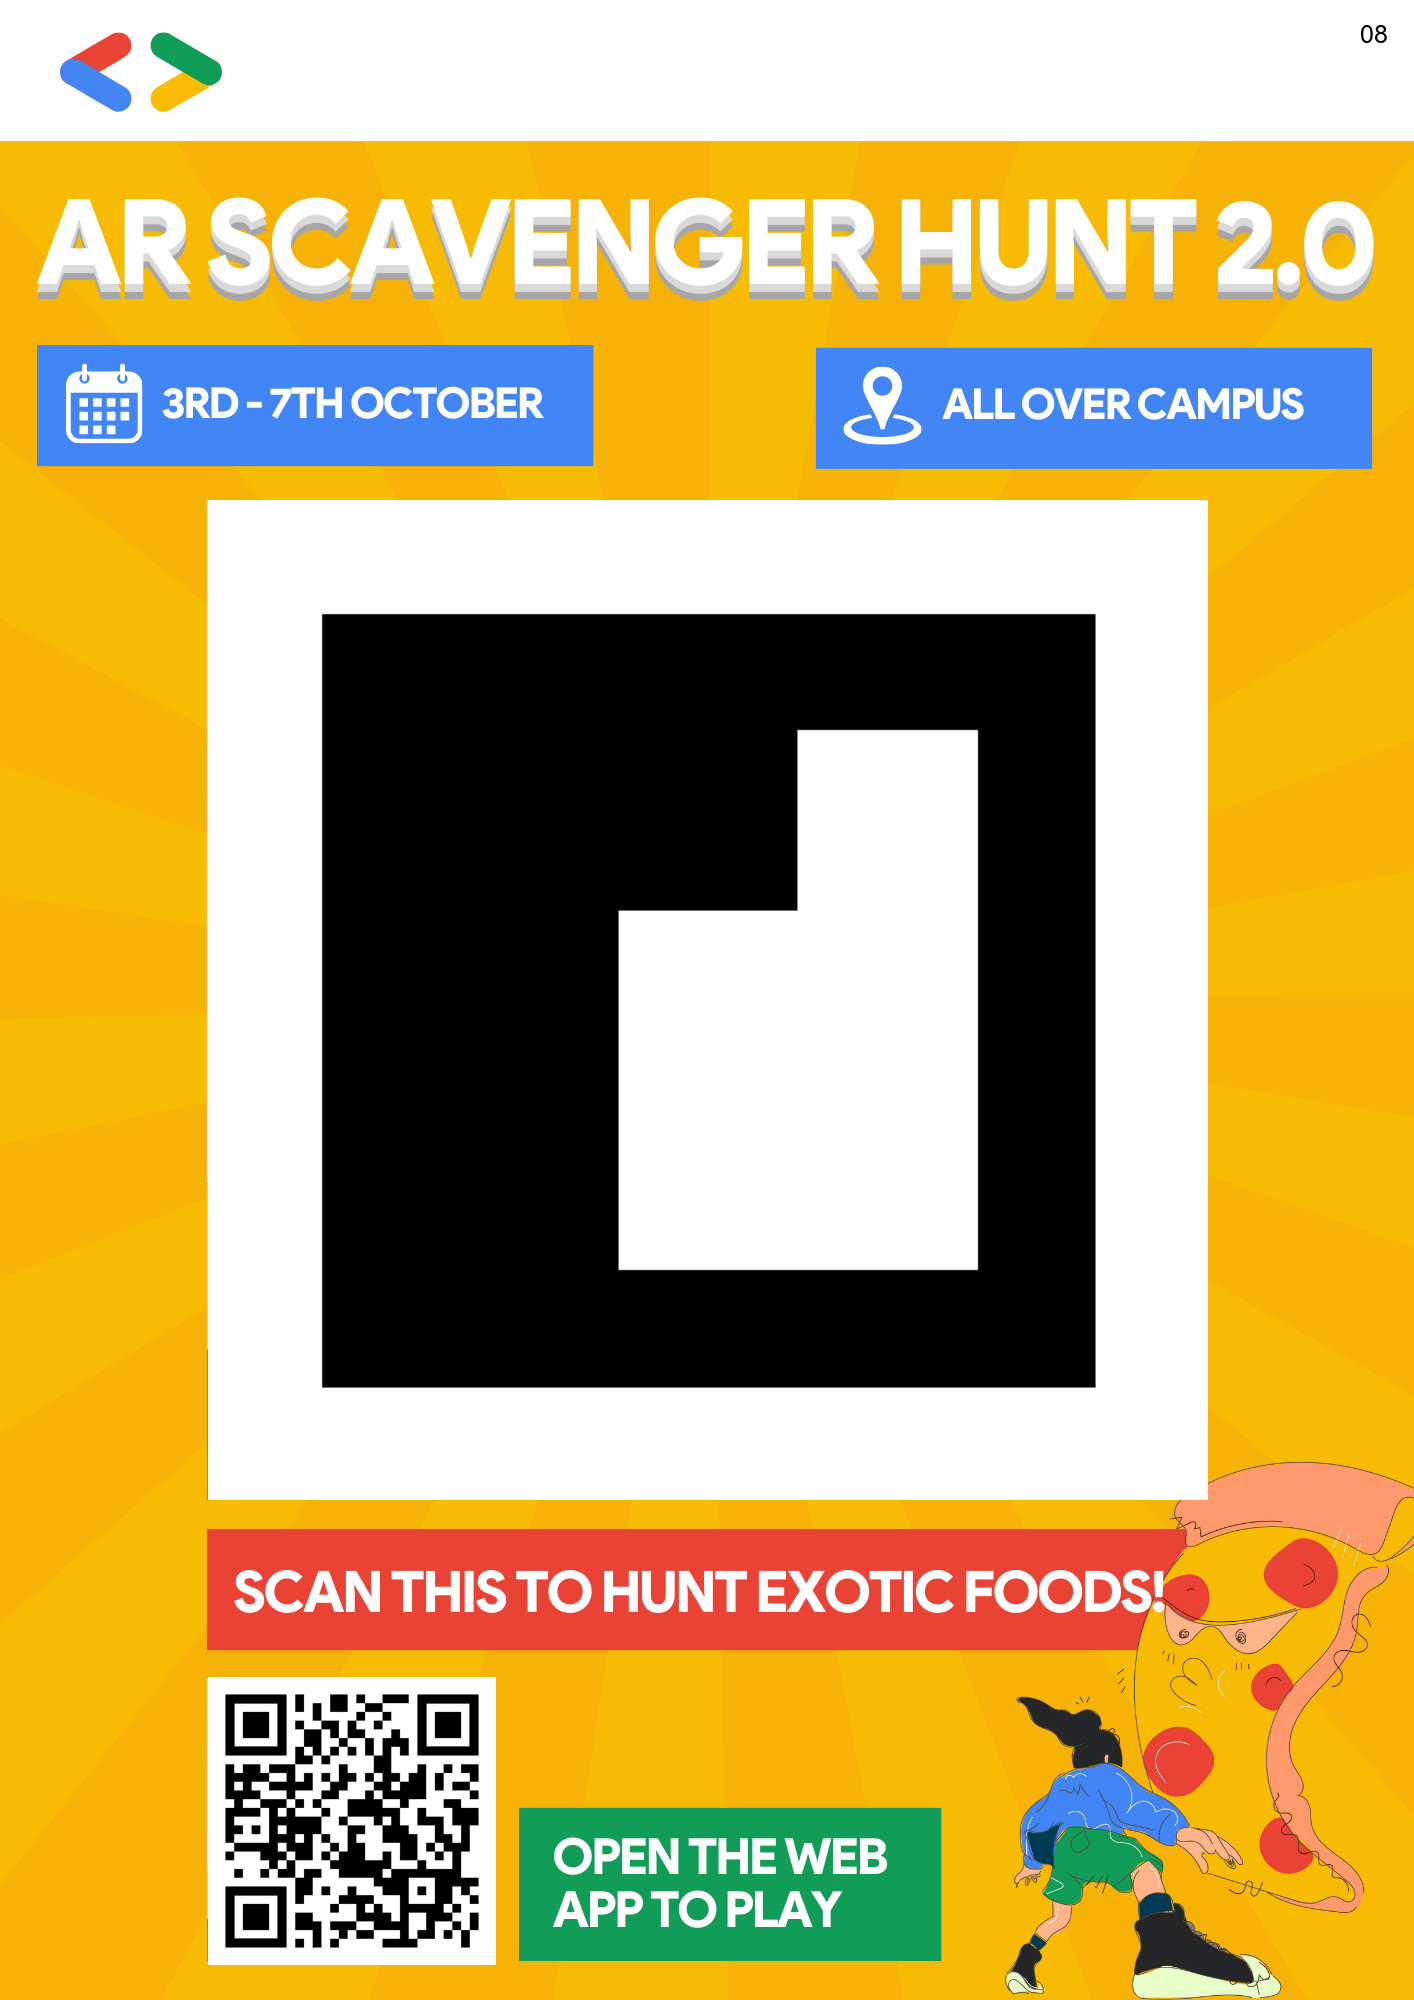 08
AR SCAVENGER HUNT 2.0
3RD - 7TH OCTOBER
ALL OVER CAMPUS
SCAN THIS TO HUNT EXOTIC FOODS!
OPEN THE WEB
APP TO PLAY